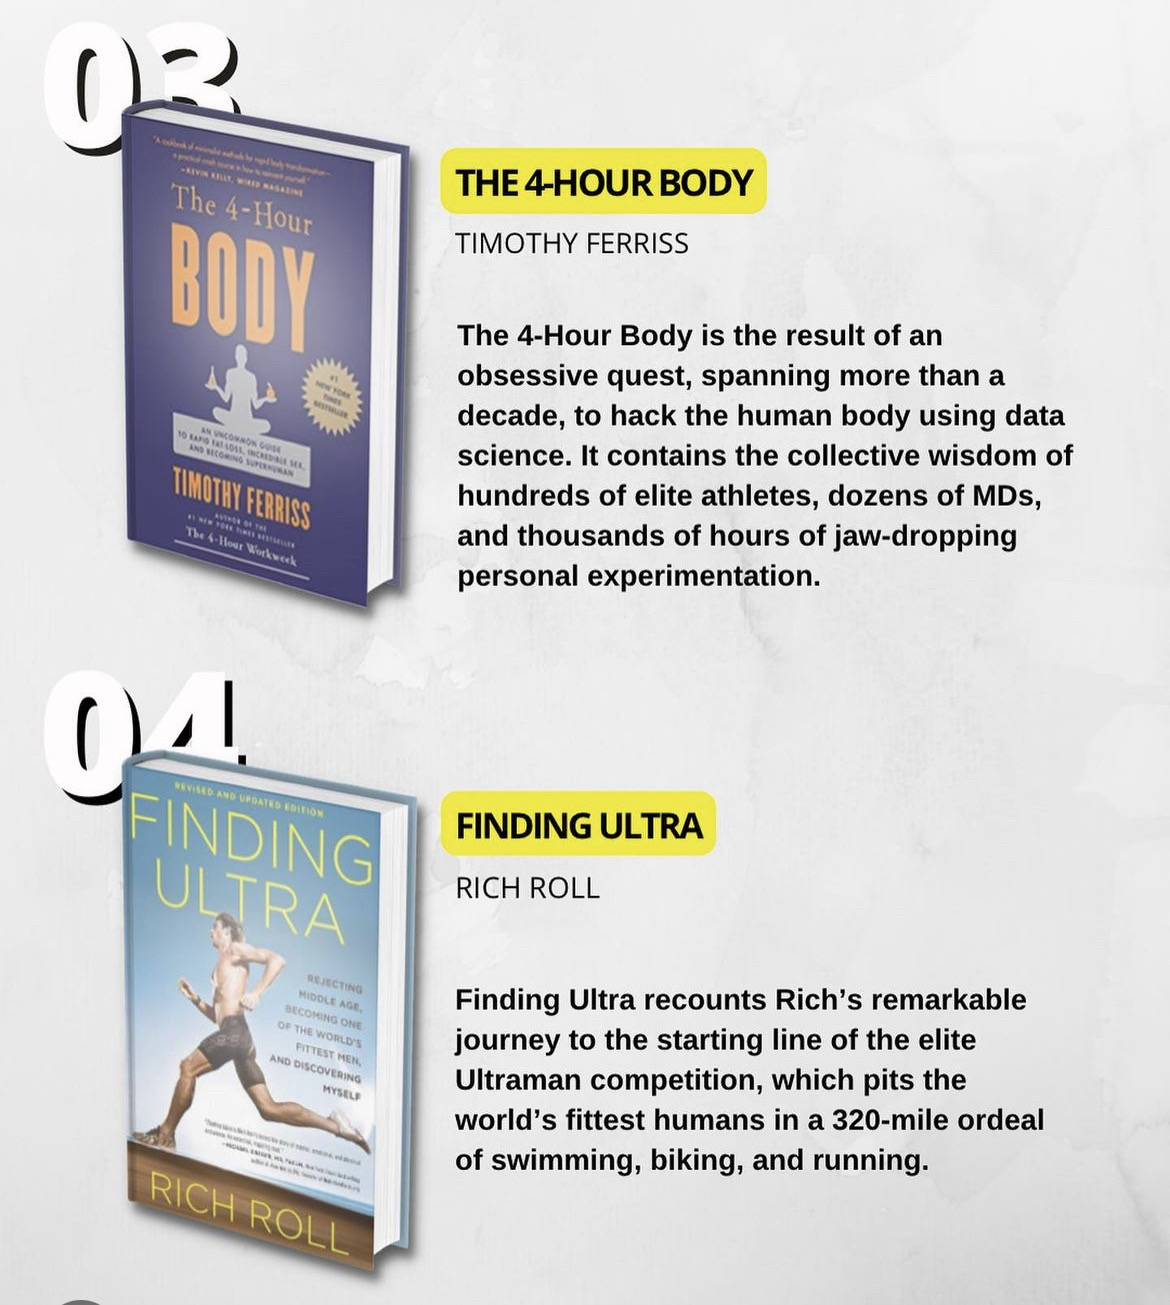 03
"A cookbook of minimalist methods for rapid body transformation—
a practical crash course in how to reinvent yourself."
—KEVIN KELLY, WIRED MAGAZINE
The 4-Hour
BODY
#1
NEW YORK
TIMES
BESTSELLER
AN UNCOMMON GUIDE
TO RAPID FAT-LOSS, INCREDIBLE SEX,
AND BECOMING SUPERHUMAN
TIMOTHY FERRISS
AUTHOR OF THE
#1 NEW YORK TIMES BESTSELLER
The 4-Hour Workweek
THE 4-HOUR BODY
TIMOTHY FERRISS
The 4-Hour Body is the result of an
obsessive quest, spanning more than a
decade, to hack the human body using data
science. It contains the collective wisdom of
hundreds of elite athletes, dozens of MDs,
and thousands of hours of jaw-dropping
personal experimentation.
04
REVISED AND UPDATED EDITION
FINDING
ULTRA
REJECTING
MIDDLE AGE,
BECOMING ONE
OF THE WORLD'S
FITTEST MEN,
AND DISCOVERING
MYSELF
RICH ROLL
FINDING ULTRA
RICH ROLL
Finding Ultra recounts Rich’s remarkable
journey to the starting line of the elite
Ultraman competition, which pits the
world’s fittest humans in a 320-mile ordeal
of swimming, biking, and running.